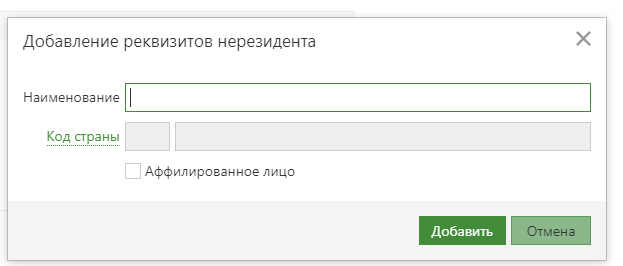 Добавление реквизитов нерезидента
Наименование
Код страны
Аффилированное лицо
Добавить Отмена